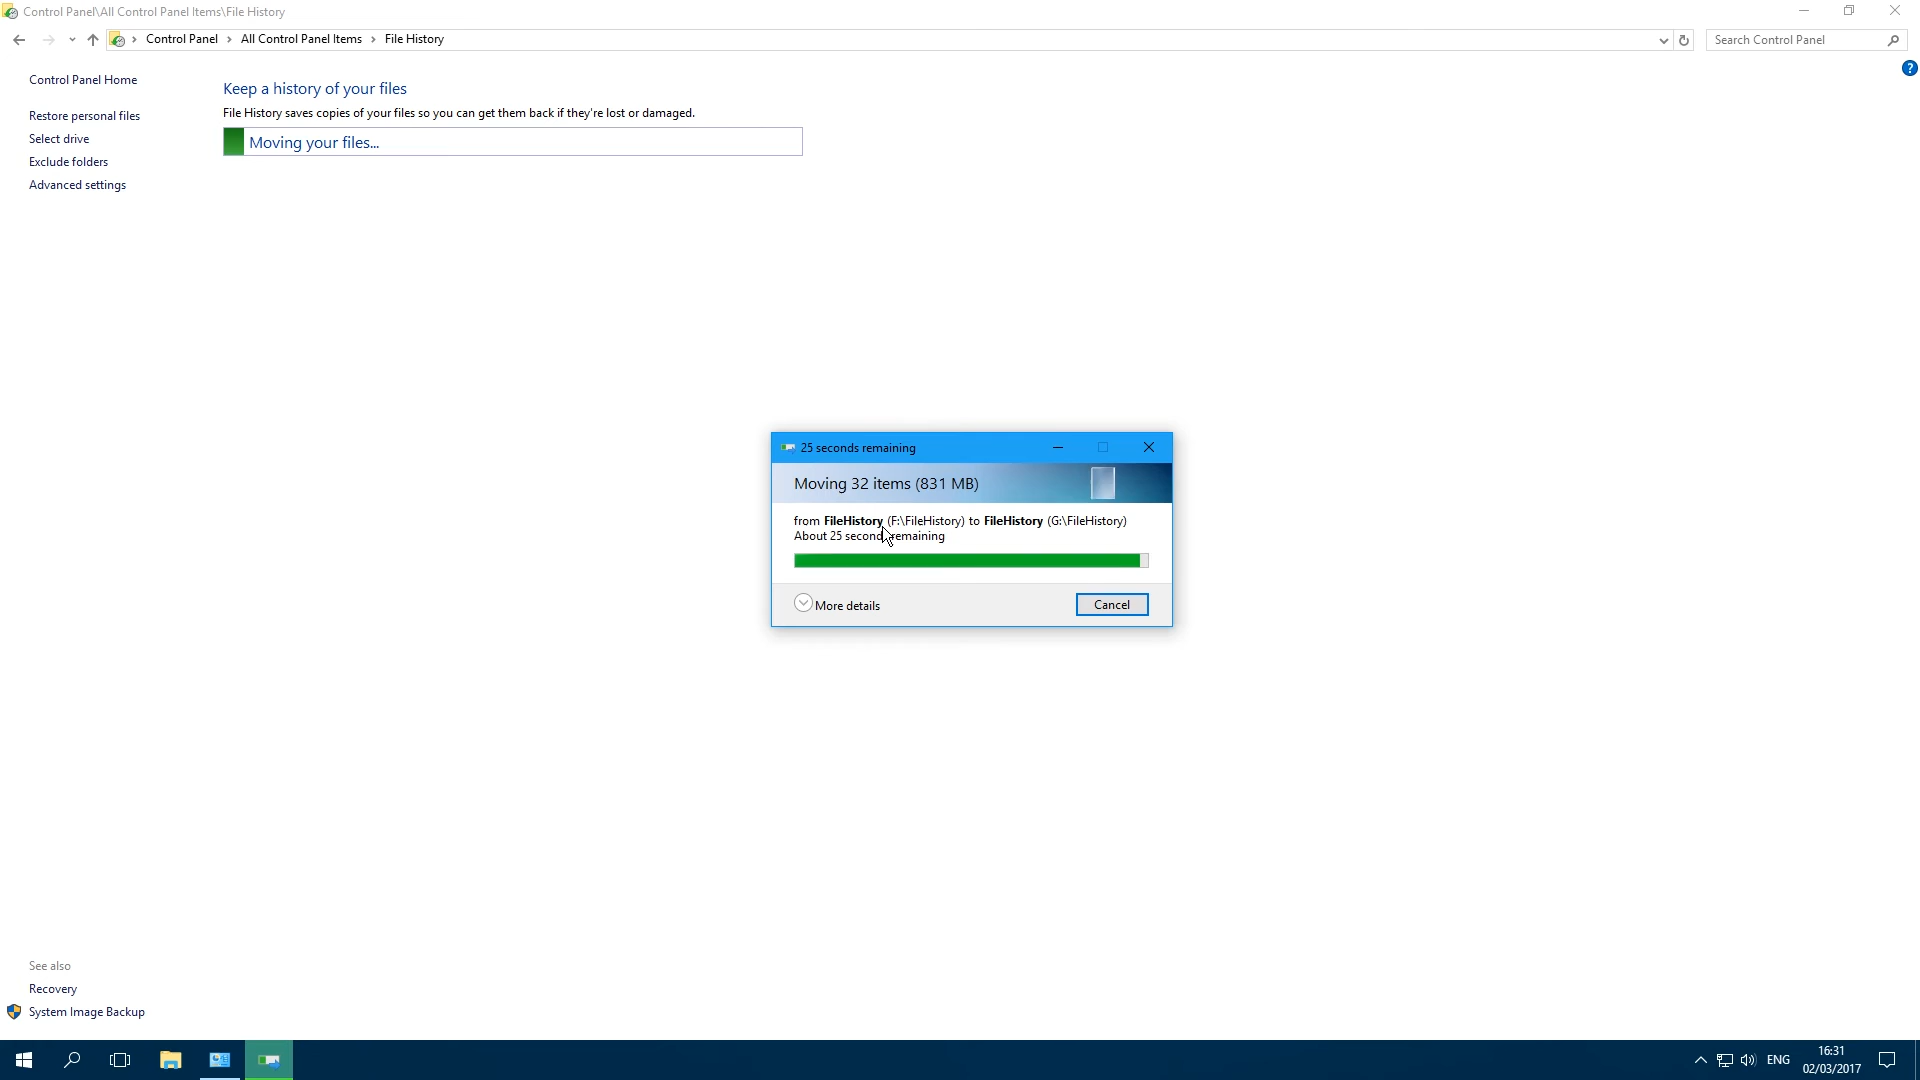 Control Panel\All Control Panel Items\File History
Control Panel > All Control Panel Items > File History
Search Control Panel
Control Panel Home
Restore personal files
Select drive
Exclude folders
Advanced settings
Keep a history of your files
File History saves copies of your files so you can get them back if they're lost or damaged.
Moving your files...
25 seconds remaining
Moving 32 items (831 MB)
from FileHistory (F:\FileHistory) to FileHistory (G:\FileHistory)
About 25 seconds remaining
More details
Cancel
See also
Recovery
System Image Backup
ENG
16:31
02/03/2017